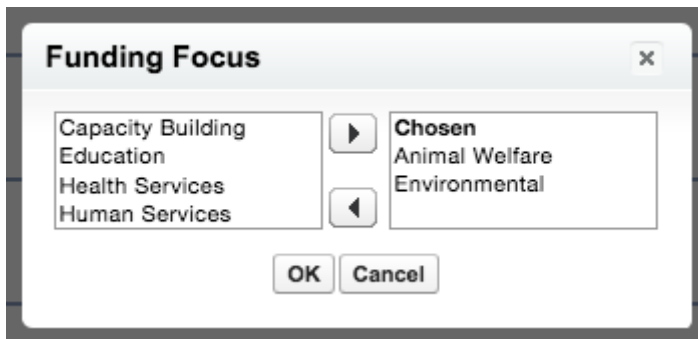 Funding Focus
Capacity Building
Education
Health Services
Human Services
Chosen
Animal Welfare
Environmental
OK
Cancel